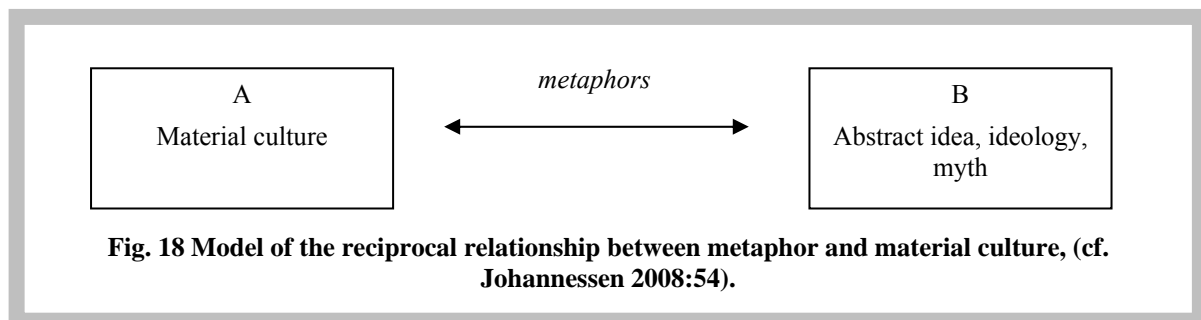 A
Material culture
metaphors
B
Abstract idea, ideology,
myth
Fig. 18 Model of the reciprocal relationship between metaphor and material culture, (cf.
Johannessen 2008:54).